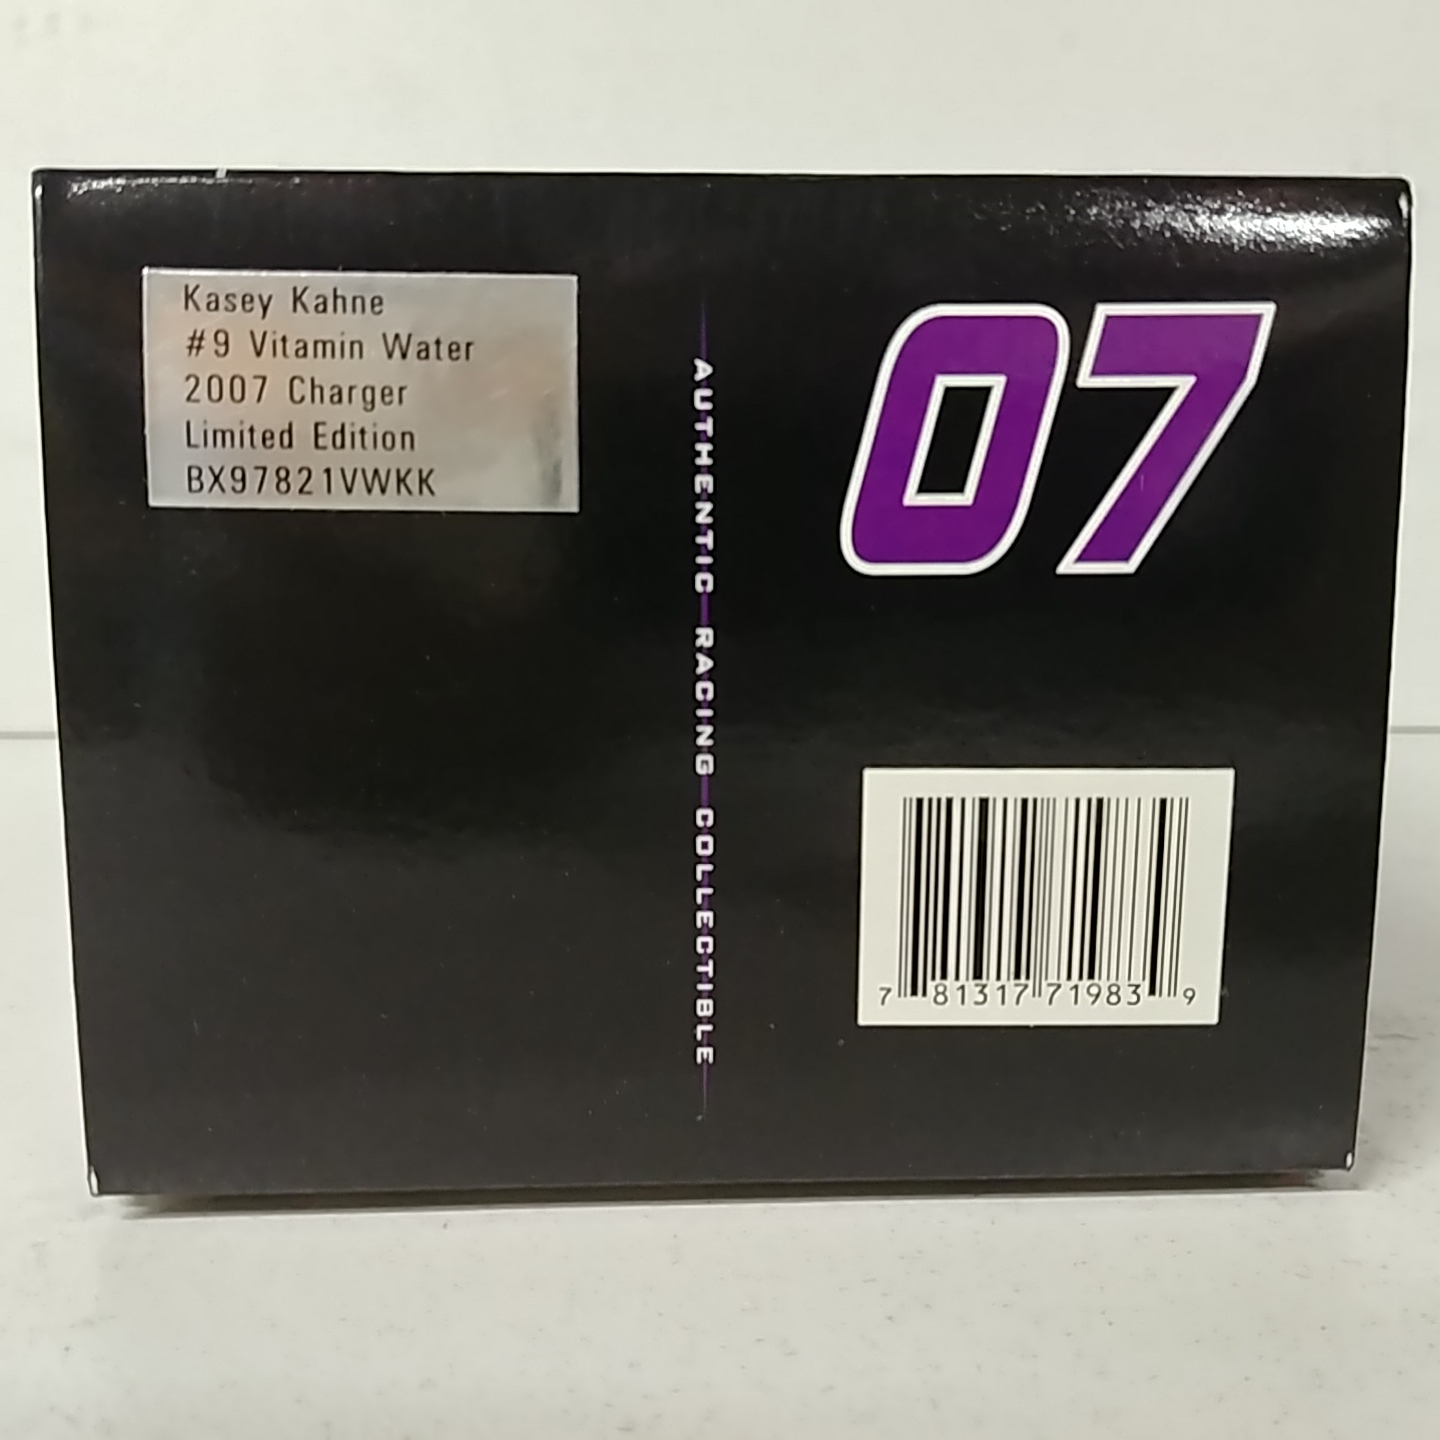 Kasey Kahne
#9 Vitamin Water
2007 Charger
Limited Edition
BX97821VWKK
AUTHENTIC RACING COLLECTIBLE
07
7 81317 71983 9